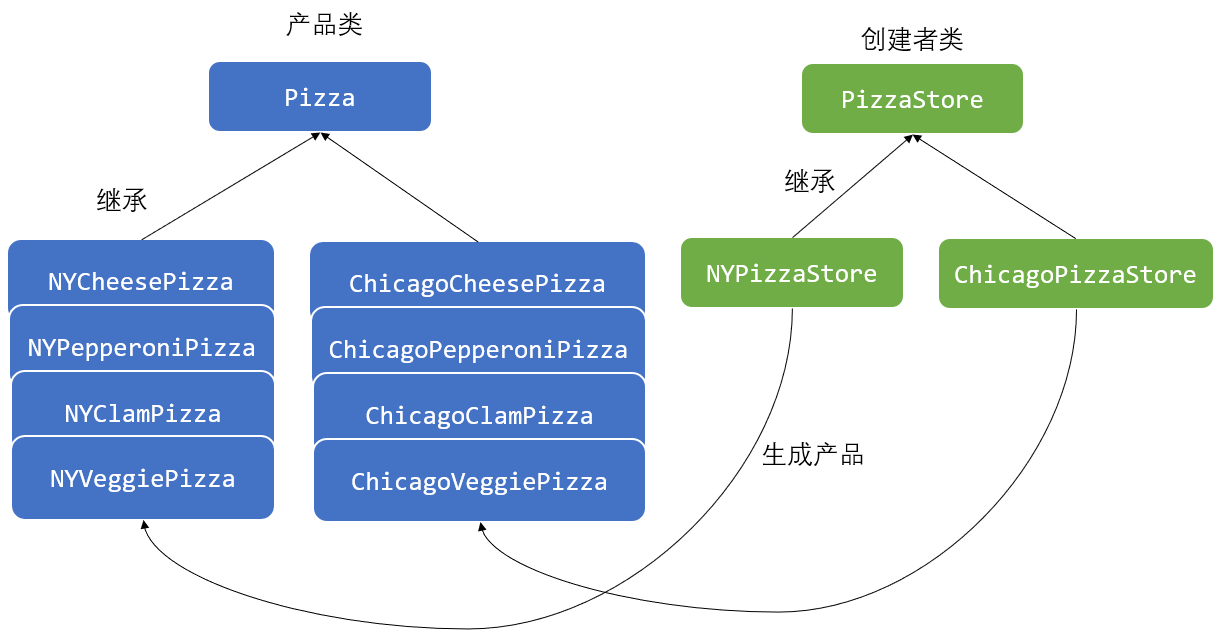 产品类
创建者类
Pizza
PizzaStore
继承
继承
NYCheesePizza
NYPepperoniPizza
NYClamPizza
NYVeggiePizza
ChicagoCheesePizza
ChicagoPepperoniPizza
ChicagoClamPizza
ChicagoVeggiePizza
NYPizzaStore
ChicagoPizzaStore
生成产品